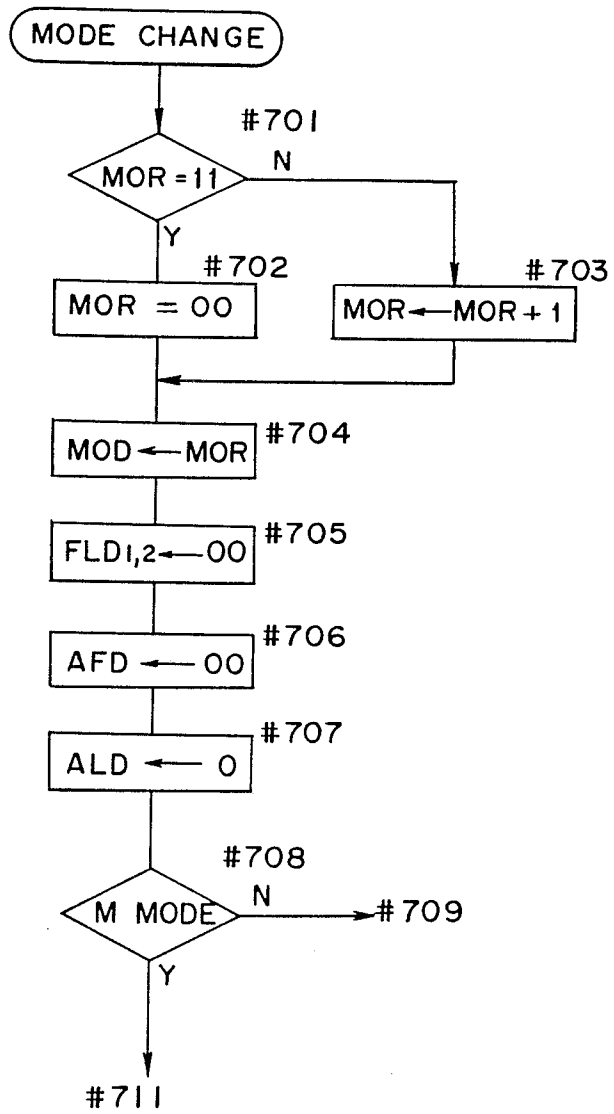 MODE CHANGE
#701
MOR = 11
N
Y
#702
MOR = 00
#703
MOR ← MOR + 1
#704
MOD ← MOR
#705
FLD1,2 ← 00
#706
AFD ← 00
#707
ALD ← 0
#708
M MODE
N
#709
Y
#711